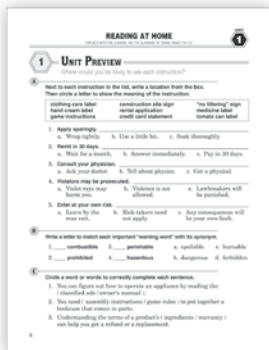 READING AT HOME
UNIT
1
1 UNIT PREVIEW
Where would you be likely to see each instruction?
A
Next to each instruction in the list, write a location from the box.
Then circle a letter to show the meaning of the instruction.
clothing care label construction site sign "no littering" sign
hand cream label rental application medicine label
game instructions credit card statement tomato can label
1. Apply sparingly.
a. Wrap tightly. b. Use a little bit. c. Soak thoroughly.
2. Remit in 30 days.
a. Wait for a month. b. Answer immediately. c. Pay in 30 days.
3. Consult your physician.
a. Ask your doctor. b. Tell about physics. c. Get a physical.
4. Violators may be prosecuted.
a. Violet rays may harm you. b. Violence is not allowed. c. Lawbreakers will be punished.
5. Enter at your own risk.
a. Leave by the rear exit. b. Risk-takers need not apply. c. Any consequences will be your own fault.
B
Write a letter to match each important "warning word" with its synonym.
1. ____ combustible 3. ____ perishable a. spoilable c. burnable
2. ____ prohibited 4. ____ hazardous b. dangerous d. forbidden
C
Circle a word or words to correctly complete each sentence.
1. You can figure out how to operate an appliance by reading the
( classified ads / owner's manual ).
2. You need ( assembly instructions / game rules ) to put together a
bookcase that comes in parts.
3. Understanding the terms of a product's ( ingredients / warranty )
can help you get a refund or a replacement.
6